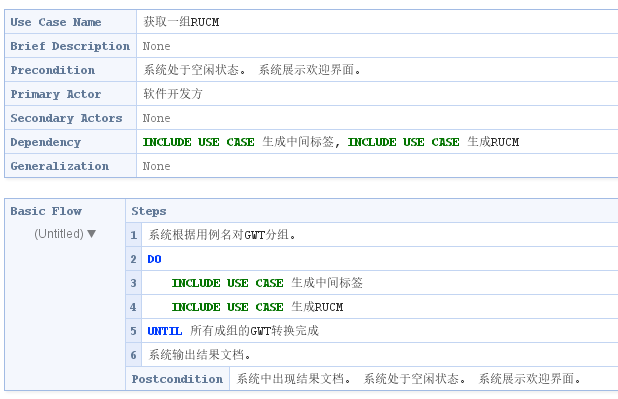 Use Case Name 获取一组RUCM
Brief Description None
Precondition 系统处于空闲状态。 系统展示欢迎界面。
Primary Actor 软件开发方
Secondary Actors None
Dependency INCLUDE USE CASE 生成中间标签, INCLUDE USE CASE 生成RUCM
Generalization None
Basic Flow Steps
(Untitled) ▼
1 系统根据用例名对GWT分组。
2 DO
3 INCLUDE USE CASE 生成中间标签
4 INCLUDE USE CASE 生成RUCM
5 UNTIL 所有成组的GWT转换完成
6 系统输出结果文档。
Postcondition 系统中出现结果文档。 系统处于空闲状态。 系统展示欢迎界面。